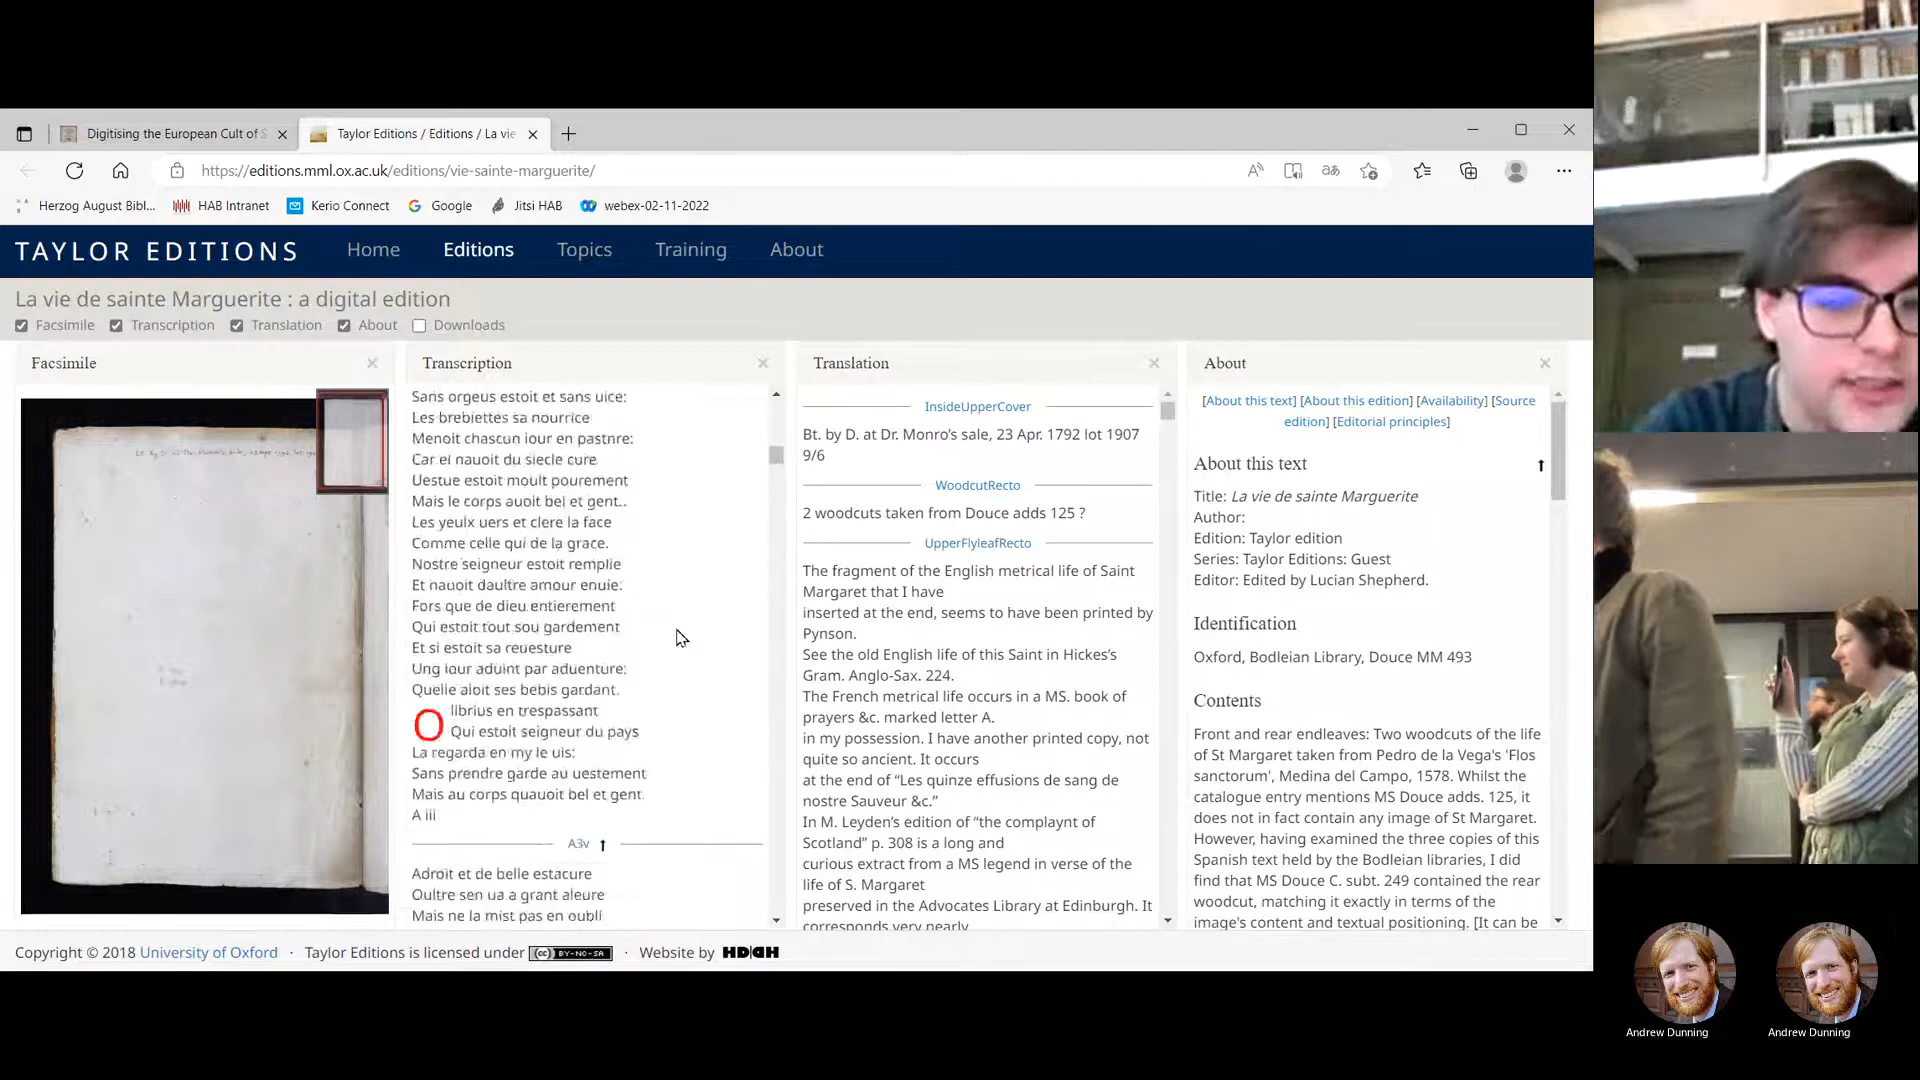 Digitising the European Cult of S
Taylor Editions / Editions / La vie
https://editions.mml.ox.ac.uk/editions/vie-sainte-marguerite/
Herzog August Bibl...
HAB Intranet
Kerio Connect
Google
Jitsi HAB
webex-02-11-2022
TAYLOR EDITIONS
Home
Editions
Topics
Training
About
La vie de sainte Marguerite : a digital edition
Facsimile
Transcription
Translation
About
Downloads
Facsimile
Transcription
Sans orgeus estoit et sans uice:
Les brebiettes sa nourrice
Menoit chascun iour en pastnre:
Car el nauoit du siecle cure
Uestue estoit moult pourement
Mais le corps auoit bel et gent..
Les yeulx uers et clere la face
Comme celle qui de la grace.
Nostre seigneur estoit remplie
Et nauoit daultre amour enuie.
Fors que de dieu entierement
Qui estoit tout sou gardement
Et si estoit sa reuesture
Ung iour aduint par aduenture:
Quelle aloit ses bebis gardant.
O librius en trespassant
Qui estoit seigneur du pays
La regarda en my le uis:
Sans prendre garde au uestement
Mais au corps quauoit bel et gent.
A iii
A3v
Adroit et de belle estacure
Oultre sen ua a grant aleure
Mais ne la mist pas en oubli
Translation
InsideUpperCover
Bt. by D. at Dr. Monro’s sale, 23 Apr. 1792 lot 1907
9/6
WoodcutRecto
2 woodcuts taken from Douce adds 125 ?
UpperFlyleafRecto
The fragment of the English metrical life of Saint
Margaret that I have
inserted at the end, seems to have been printed by
Pynson.
See the old English life of this Saint in Hickes’s
Gram. Anglo-Sax. 224.
The French metrical life occurs in a MS. book of
prayers &c. marked letter A.
in my possession. I have another printed copy, not
quite so ancient. It occurs
at the end of “Les quinze effusions de sang de
nostre Sauveur &c.”
In M. Leyden’s edition of “the complaynt of
Scotland” p. 308 is a long and
curious extract from a MS legend in verse of the
life of S. Margaret
preserved in the Advocates Library at Edinburgh. It
corresponds very nearly
About
[About this text] [About this edition] [Availability] [Source
edition] [Editorial principles]
About this text
Title: La vie de sainte Marguerite
Author:
Edition: Taylor edition
Series: Taylor Editions: Guest
Editor: Edited by Lucian Shepherd.
Identification
Oxford, Bodleian Library, Douce MM 493
Contents
Front and rear endleaves: Two woodcuts of the life
of St Margaret taken from Pedro de la Vega's 'Flos
sanctorum', Medina del Campo, 1578. Whilst the
catalogue entry mentions MS Douce adds. 125, it
does not in fact contain any image of St Margaret.
However, having examined the three copies of this
Spanish text held by the Bodleian libraries, I did
find that MS Douce C. subt. 249 contained the rear
woodcut, matching it exactly in terms of the
image's content and textual positioning. [It can be
Copyright © 2018 University of Oxford · Taylor Editions is licensed under (cc) BY-NC-SA · Website by HDGH
Andrew Dunning
Andrew Dunning